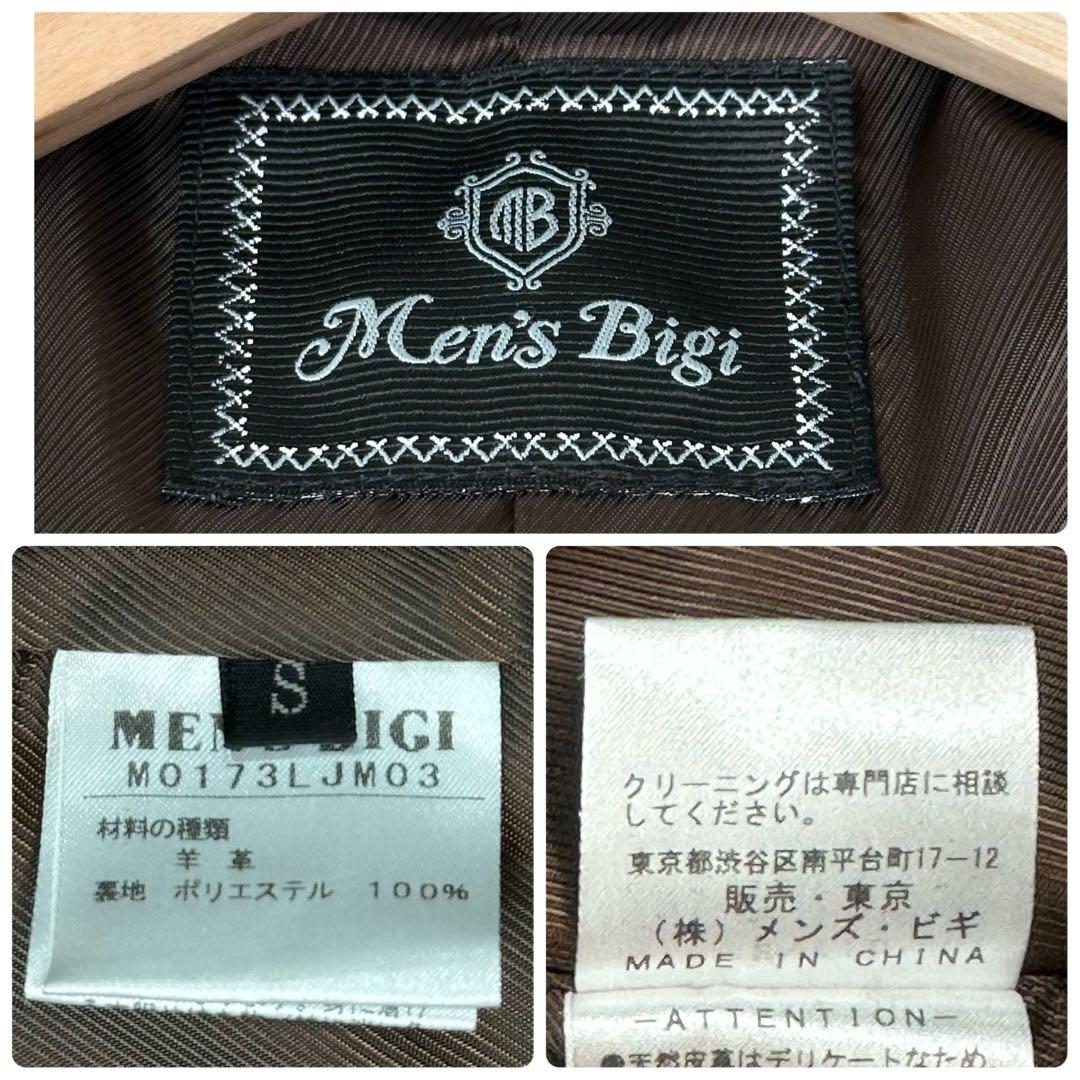 MB
Men's Bigi
S
MEN'S BIGI
M0173LJM03
材料の種類
羊革
裏地 ポリエステル 100%
クリーニングは専門店に相談
してください。
東京都渋谷区南平台町17-12
販売・東京
(株)メンズ・ビギ
MADE IN CHINA
-ATTENTION-
●天然皮革はデリケートなため、